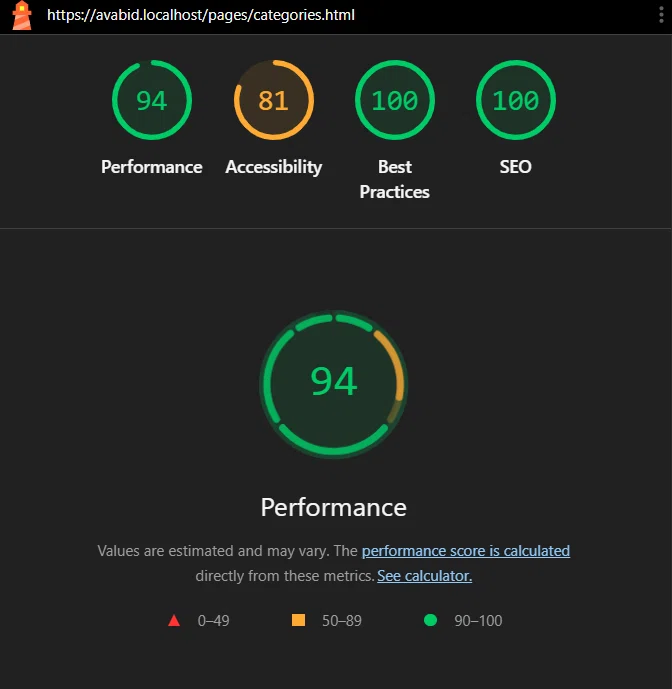 https://avabid.localhost/pages/categories.html
94
81
100
100
Performance
Accessibility
Best
Practices
SEO
94
Performance
Values are estimated and may vary. The performance score is calculated
directly from these metrics. See calculator.
0–49
50–89
90–100